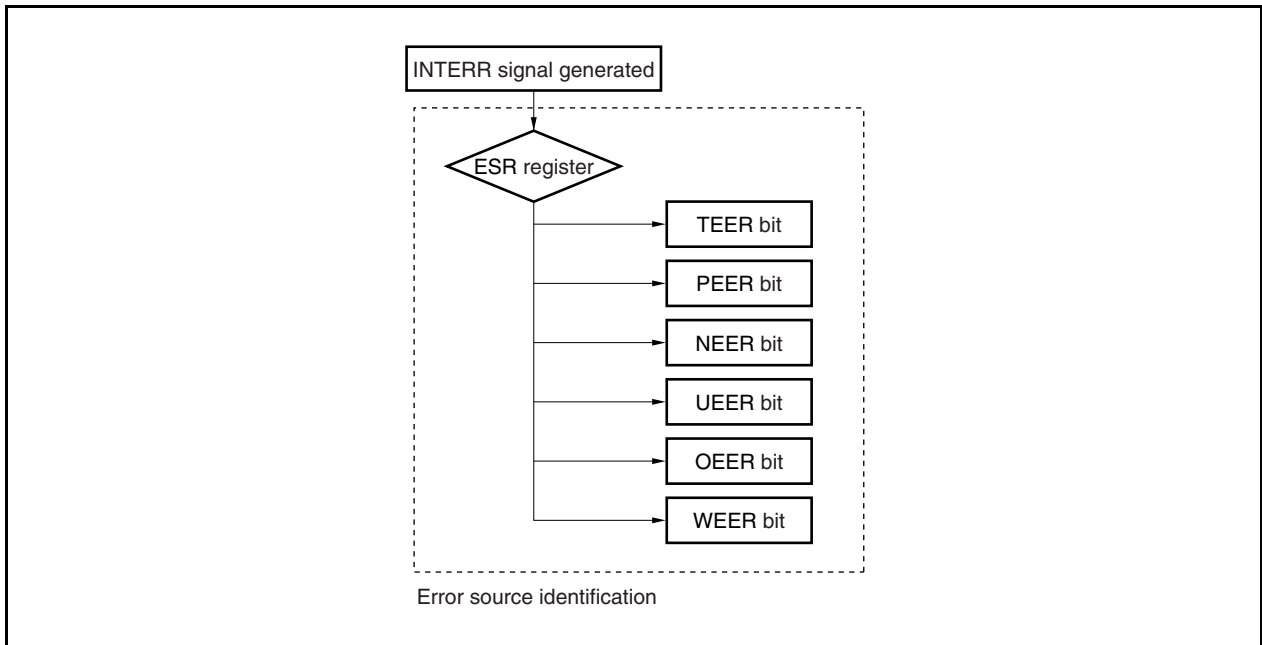 INTERR signal generated
ESR register
TEER bit
PEER bit
NEER bit
UEER bit
OEER bit
WEER bit
Error source identification